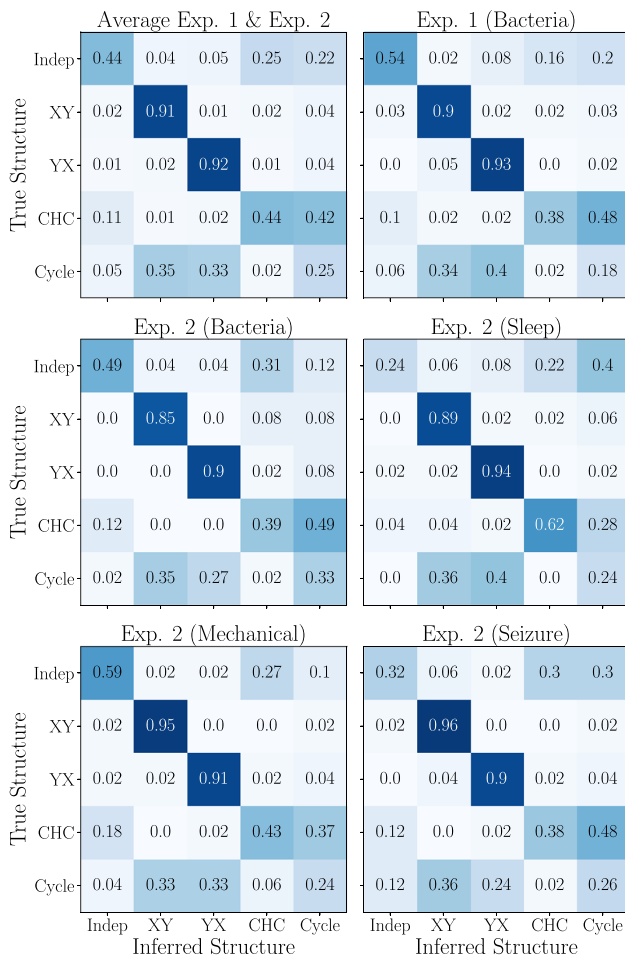 Average Exp. 1 & Exp. 2
Exp. 1 (Bacteria)
True Structure
Indep 0.44 0.04 0.05 0.25 0.22
XY 0.02 0.91 0.01 0.02 0.04
YX 0.01 0.02 0.92 0.01 0.04
CHC 0.11 0.01 0.02 0.44 0.42
Cycle 0.05 0.35 0.33 0.02 0.25
0.54 0.02 0.08 0.16 0.2
0.03 0.9 0.02 0.02 0.03
0.0 0.05 0.93 0.0 0.02
0.1 0.02 0.02 0.38 0.48
0.06 0.34 0.4 0.02 0.18
Exp. 2 (Bacteria)
Exp. 2 (Sleep)
True Structure
Indep 0.49 0.04 0.04 0.31 0.12
XY 0.0 0.85 0.0 0.08 0.08
YX 0.0 0.0 0.9 0.02 0.08
CHC 0.12 0.0 0.0 0.39 0.49
Cycle 0.02 0.35 0.27 0.02 0.33
0.24 0.06 0.08 0.22 0.4
0.0 0.89 0.02 0.02 0.06
0.02 0.02 0.94 0.0 0.02
0.04 0.04 0.02 0.62 0.28
0.0 0.36 0.4 0.0 0.24
Exp. 2 (Mechanical)
Exp. 2 (Seizure)
True Structure
Indep 0.59 0.02 0.02 0.27 0.1
XY 0.02 0.95 0.0 0.0 0.02
YX 0.02 0.02 0.91 0.02 0.04
CHC 0.18 0.0 0.02 0.43 0.37
Cycle 0.04 0.33 0.33 0.06 0.24
0.32 0.06 0.02 0.3 0.3
0.02 0.96 0.0 0.0 0.02
0.0 0.04 0.9 0.02 0.04
0.12 0.0 0.02 0.38 0.48
0.12 0.36 0.24 0.02 0.26
Indep XY YX CHC Cycle
Inferred Structure
Indep XY YX CHC Cycle
Inferred Structure